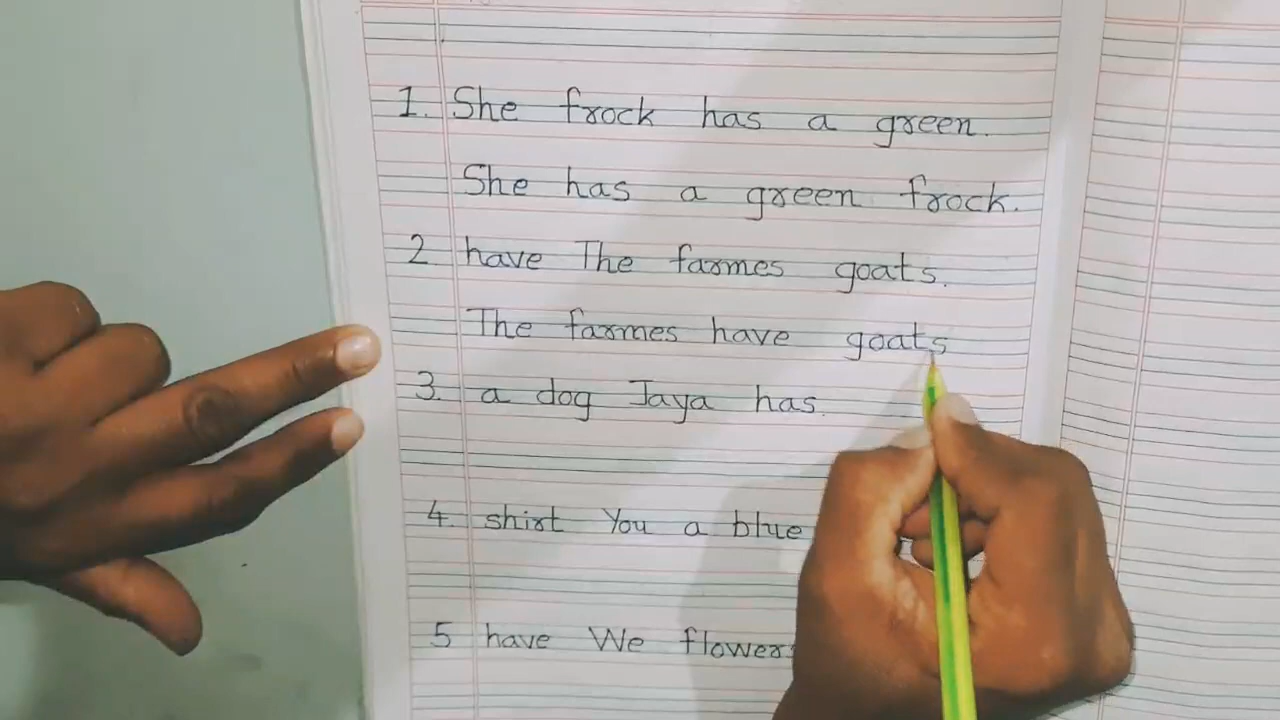 1. She frock has a green.
She has a green frock.
2 have The farmes goats.
The farmes have goats
3. a dog Jaya has.
4. shirt You a blue
5 have We flowers